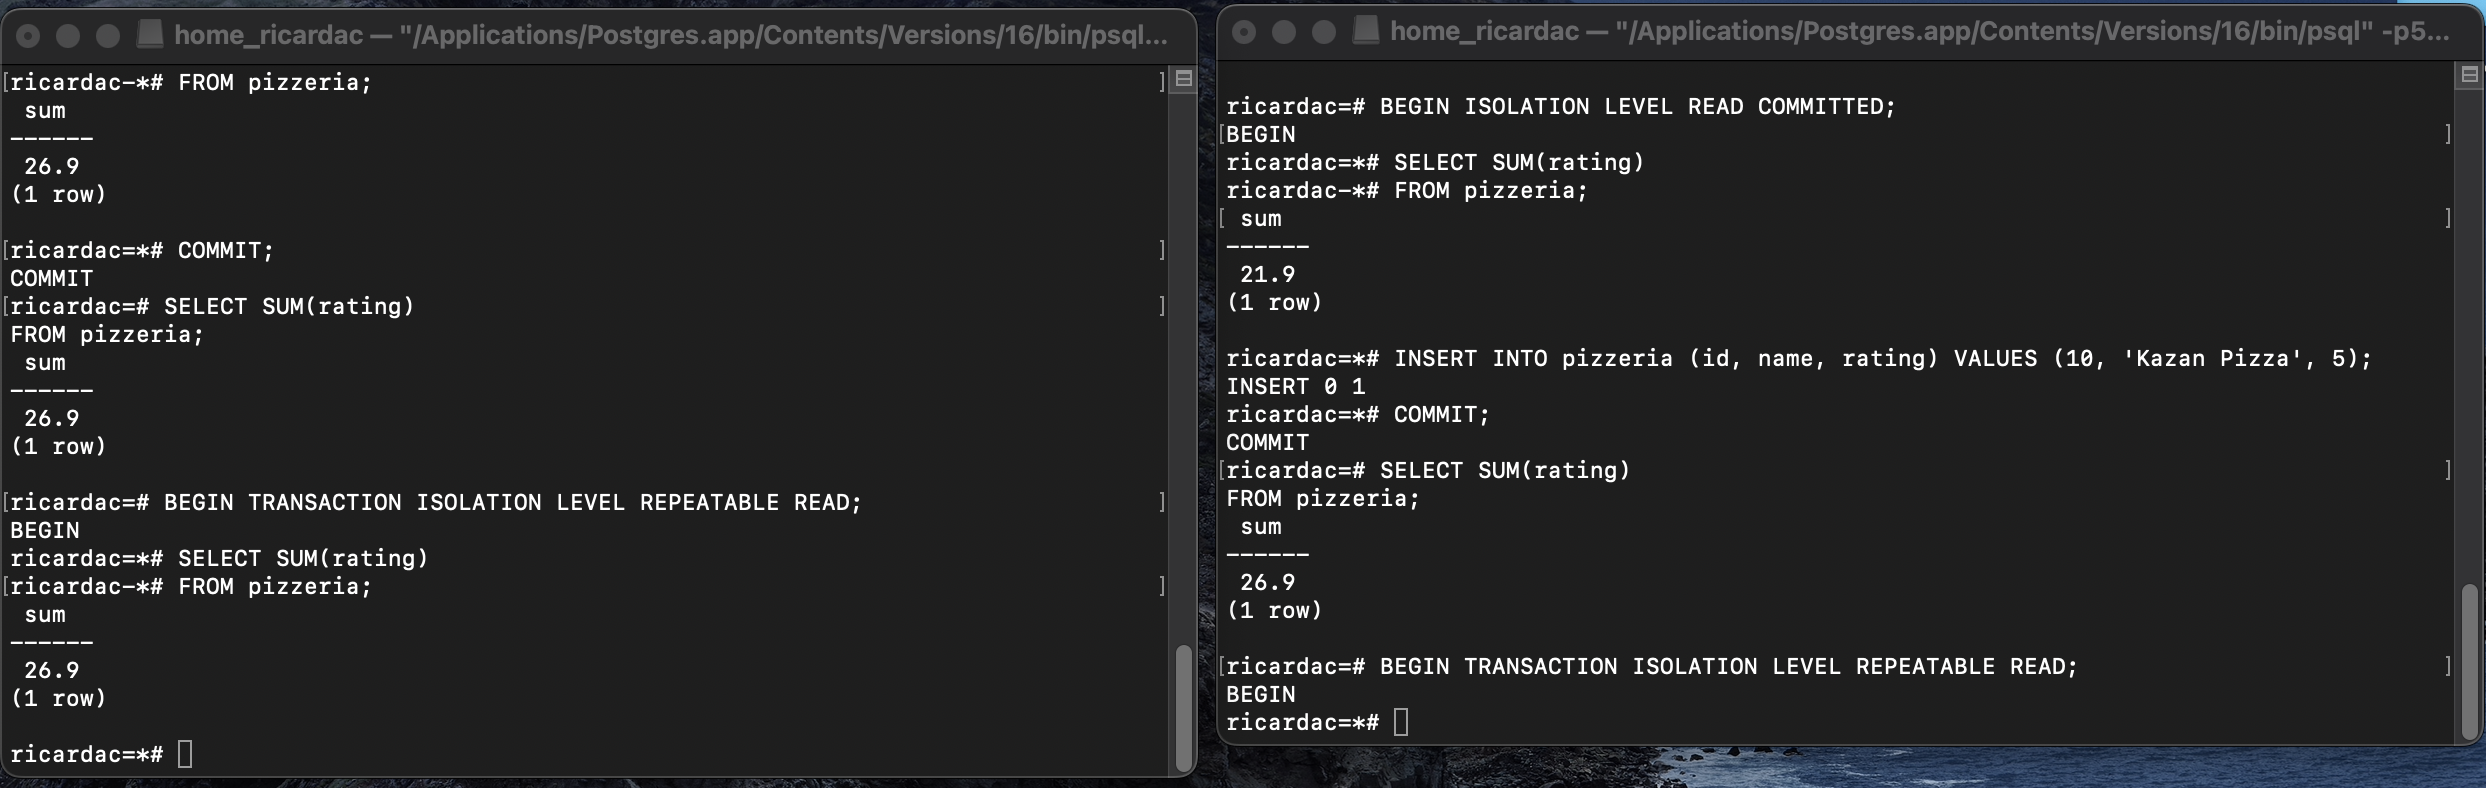 home_ricardac — "/Applications/Postgres.app/Contents/Versions/16/bin/psql...
[ricardac-*# FROM pizzeria; ]
 sum
------
 26.9
(1 row)

[ricardac=*# COMMIT; ]
COMMIT
[ricardac=# SELECT SUM(rating) ]
FROM pizzeria;
 sum
------
 26.9
(1 row)

[ricardac=# BEGIN TRANSACTION ISOLATION LEVEL REPEATABLE READ; ]
BEGIN
ricardac=*# SELECT SUM(rating)
[ricardac-*# FROM pizzeria; ]
 sum
------
 26.9
(1 row)

ricardac=*#
home_ricardac — "/Applications/Postgres.app/Contents/Versions/16/bin/psql" -p5...
ricardac=# BEGIN ISOLATION LEVEL READ COMMITTED;
[BEGIN ]
ricardac=*# SELECT SUM(rating)
ricardac-*# FROM pizzeria;
[ sum ]
------
 21.9
(1 row)

ricardac=*# INSERT INTO pizzeria (id, name, rating) VALUES (10, 'Kazan Pizza', 5);
INSERT 0 1
ricardac=*# COMMIT;
COMMIT
[ricardac=# SELECT SUM(rating) ]
FROM pizzeria;
 sum
------
 26.9
(1 row)

[ricardac=# BEGIN TRANSACTION ISOLATION LEVEL REPEATABLE READ; ]
BEGIN
ricardac=*#